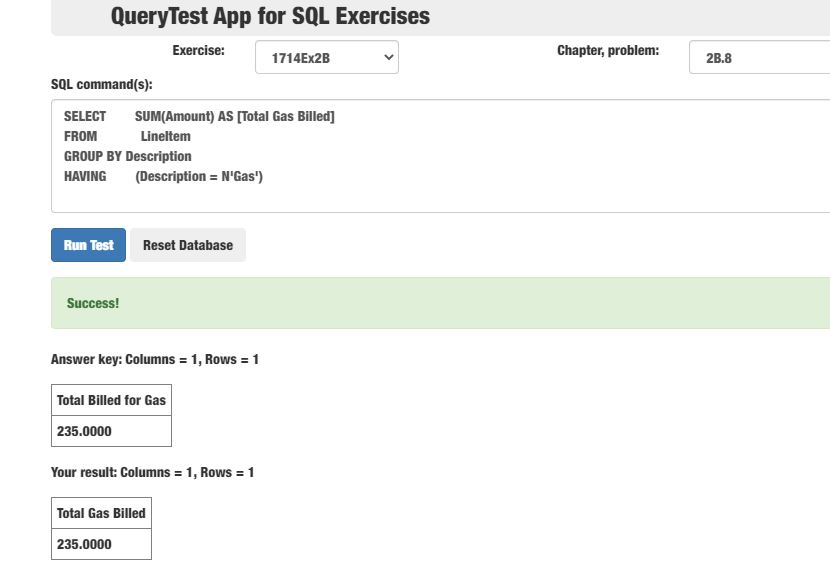 QueryTest App for SQL Exercises
Exercise: 1714Ex2B Chapter, problem: 2B.8
SQL command(s):
SELECT SUM(Amount) AS [Total Gas Billed]
FROM LineItem
GROUP BY Description
HAVING (Description = N'Gas')
Run Test Reset Database
Success!
Answer key: Columns = 1, Rows = 1
Total Billed for Gas
235.0000
Your result: Columns = 1, Rows = 1
Total Gas Billed
235.0000